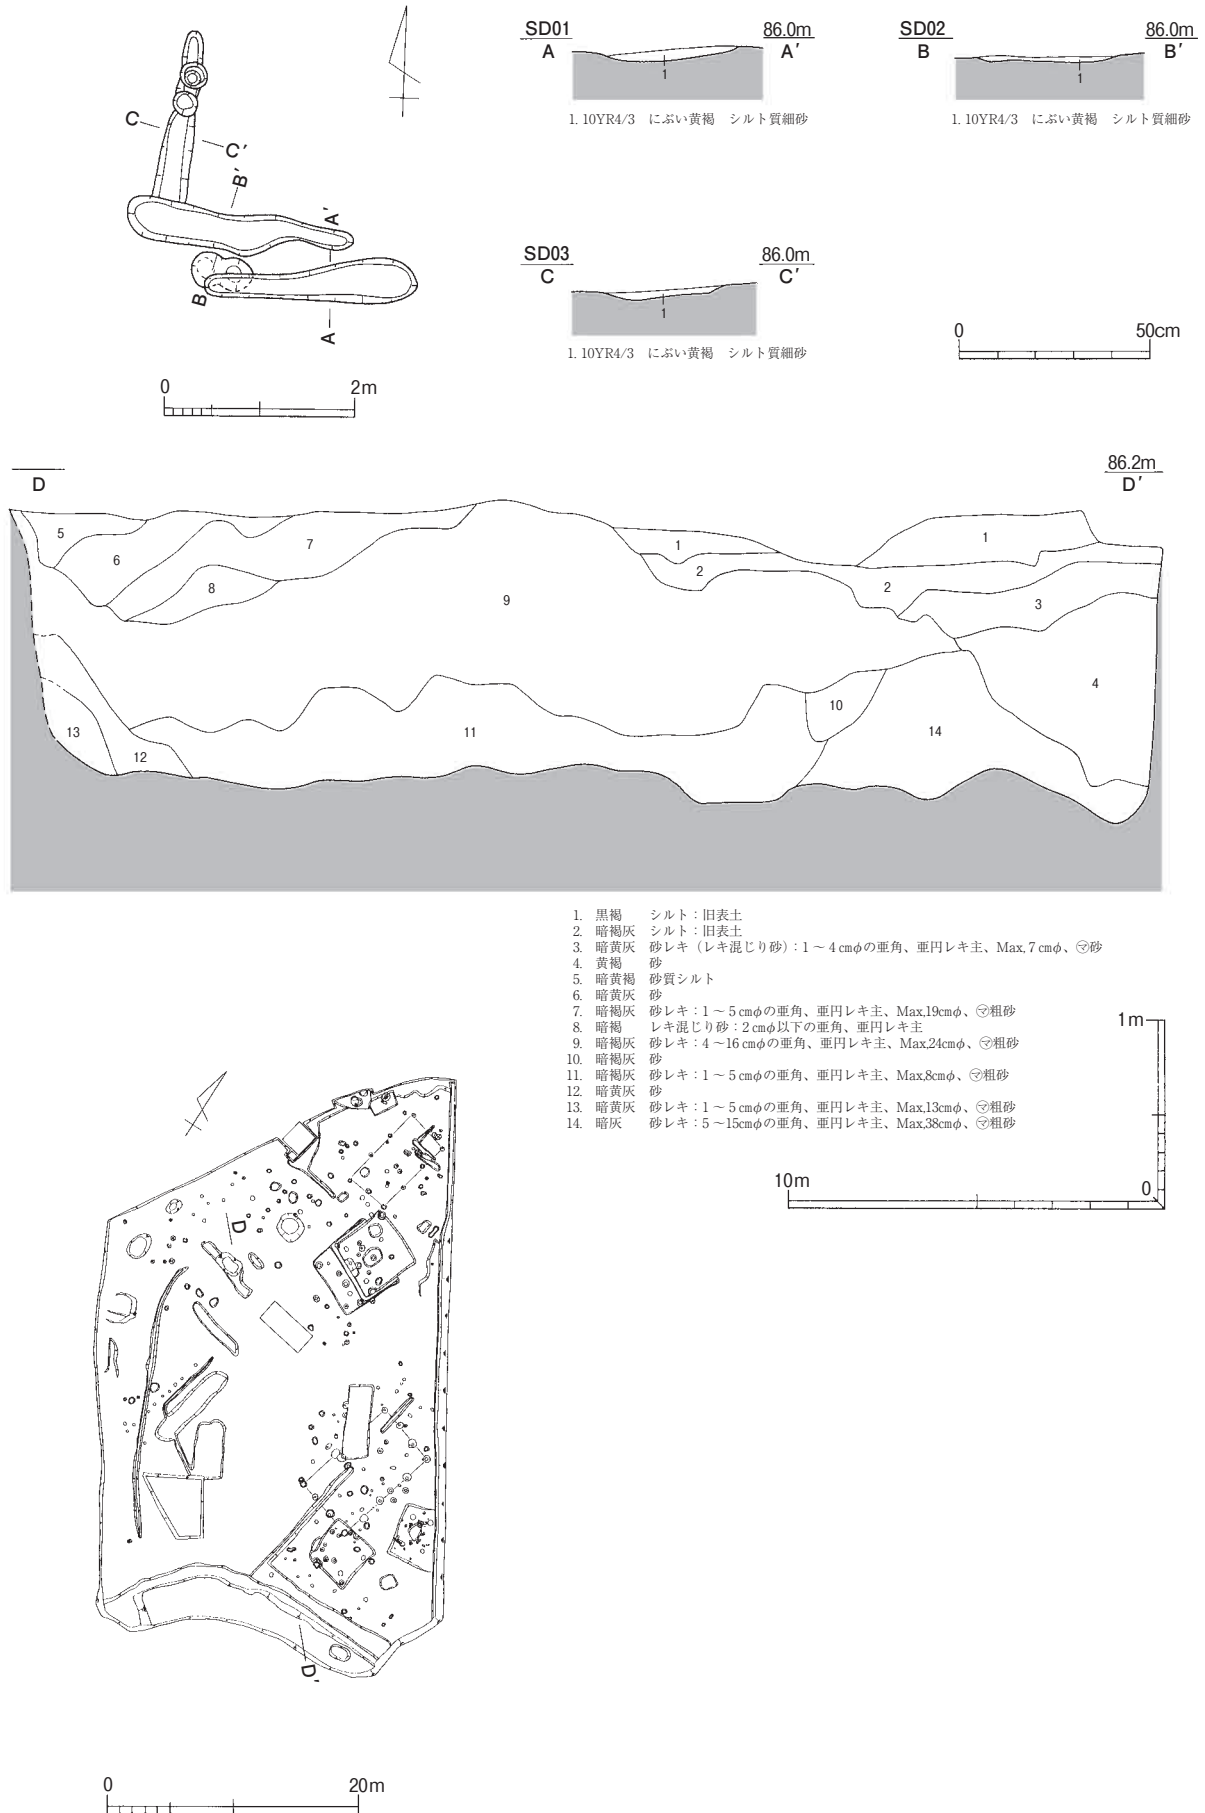 SD01 86.0m
A A′
1
1. 10YR4/3 にぶい黄褐 シルト質細砂
SD02 86.0m
B B′
1
1. 10YR4/3 にぶい黄褐 シルト質細砂
C
C′
B′
A′
B
A
SD03 86.0m
C C′
1
1. 10YR4/3 にぶい黄褐 シルト質細砂
0 50cm
0 2m
86.2m
D D′
5
6
7
8
9
1
2
1
2
3
4
10
11
12
13
14
1. 黒褐 シルト：旧表土
2. 暗褐灰 シルト：旧表土
3. 暗黄灰 砂レキ（レキ混じり砂）：1～4㎝φの亜角、亜円レキ主、Max,7㎝φ、㋮砂
4. 黄褐 砂
5. 暗黄褐 砂質シルト
6. 暗黄灰 砂
7. 暗褐灰 砂レキ：1～5㎝φの亜角、亜円レキ主、Max,19㎝φ、㋮粗砂
8. 暗褐 レキ混じり砂：2㎝φ以下の亜角、亜円レキ主
9. 暗褐灰 砂レキ：4～16㎝φの亜角、亜円レキ主、Max,24㎝φ、㋮粗砂
10. 暗褐灰 砂
11. 暗褐灰 砂レキ：1～5㎝φの亜角、亜円レキ主、Max,8㎝φ、㋮粗砂
12. 暗黄灰 砂
13. 暗黄灰 砂レキ：1～5㎝φの亜角、亜円レキ主、Max,13㎝φ、㋮粗砂
14. 暗灰 砂レキ：5～15㎝φの亜角、亜円レキ主、Max,38㎝φ、㋮粗砂
1m
10m 0
D
D′
0 20m